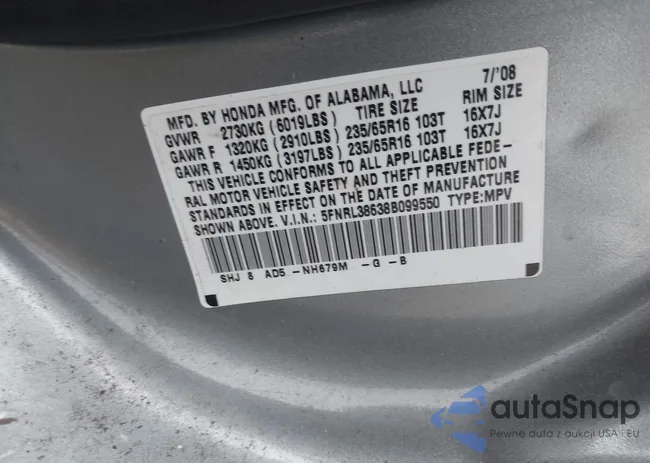 MFD. BY HONDA MFG. OF ALABAMA, LLC 7/'08
GVWR 2730KG (6019LBS) TIRE SIZE RIM SIZE
GAWR F 1320KG (2910LBS) 235/65R16 103T 16X7J
GAWR R 1450KG (3197LBS) 235/65R16 103T 16X7J
THIS VEHICLE CONFORMS TO ALL APPLICABLE FEDE-
RAL MOTOR VEHICLE SAFETY AND THEFT PREVENTION
STANDARDS IN EFFECT ON THE DATE OF MANUFACTURE
SHOWN ABOVE. V.I.N.: 5FNRL38638B099550 TYPE:MPV
SHJ 8 AD5 -NH679M -G -B
autaSnap
Pewne auta z aukcji USA i EU